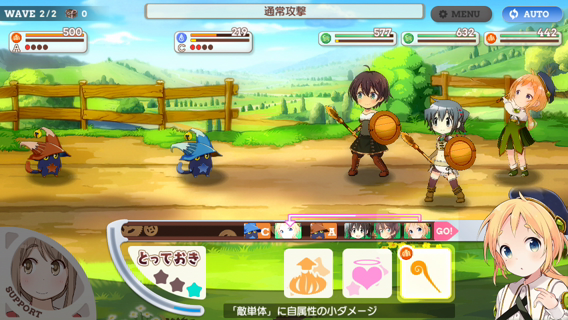 WAVE 2/2 0
通常攻撃
MENU
AUTO
500
A
219
C
577
632
442
C
A
GO!
とっておき
SUPPORT
「敵単体」に自属性の小ダメージ